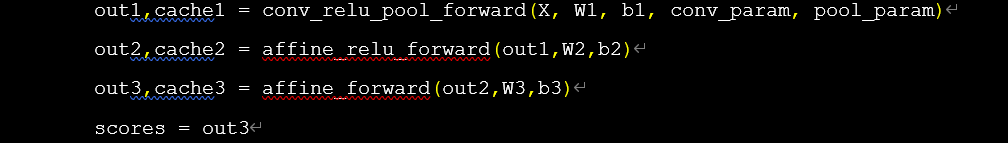 out1,cache1 = conv_relu_pool_forward(X, W1, b1, conv_param, pool_param)↵
out2,cache2 = affine_relu_forward(out1,W2,b2)↵
out3,cache3 = affine_forward(out2,W3,b3)↵
scores = out3↵